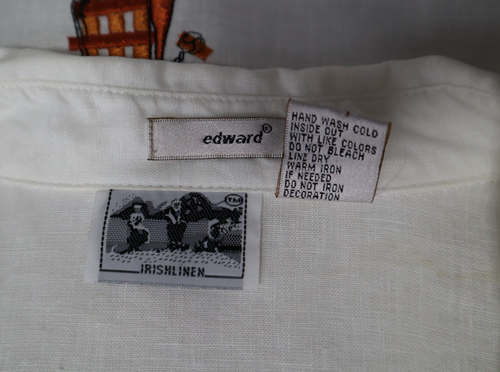 edward®
HAND WASH COLD
INSIDE OUT
WITH LIKE COLORS
DO NOT BLEACH
LINE DRY
WARM IRON
IF NEEDED
DO NOT IRON
DECORATION
TM
IRISHLINEN